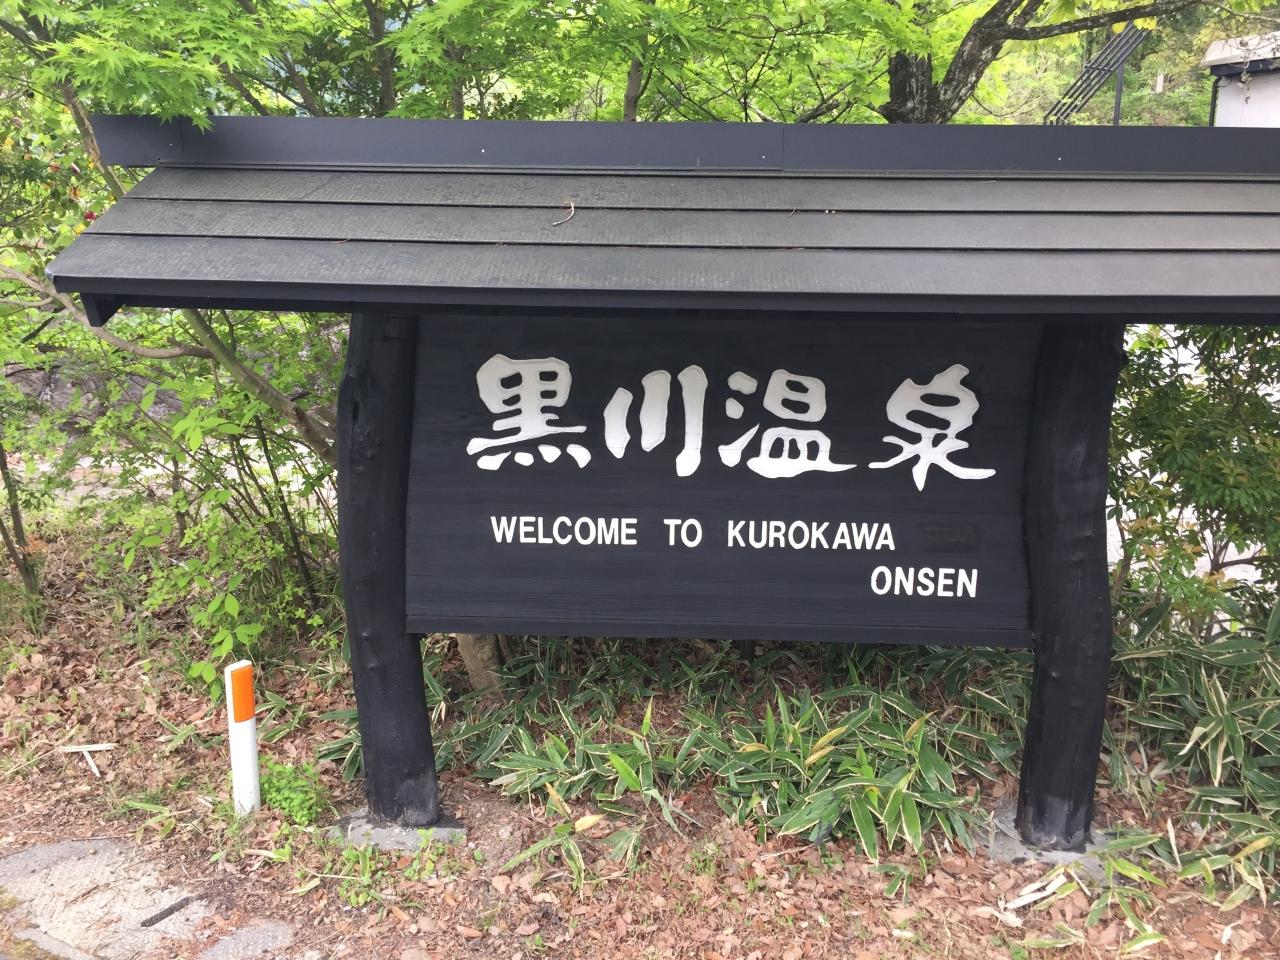 黒川温泉
WELCOME TO KUROKAWA
ONSEN